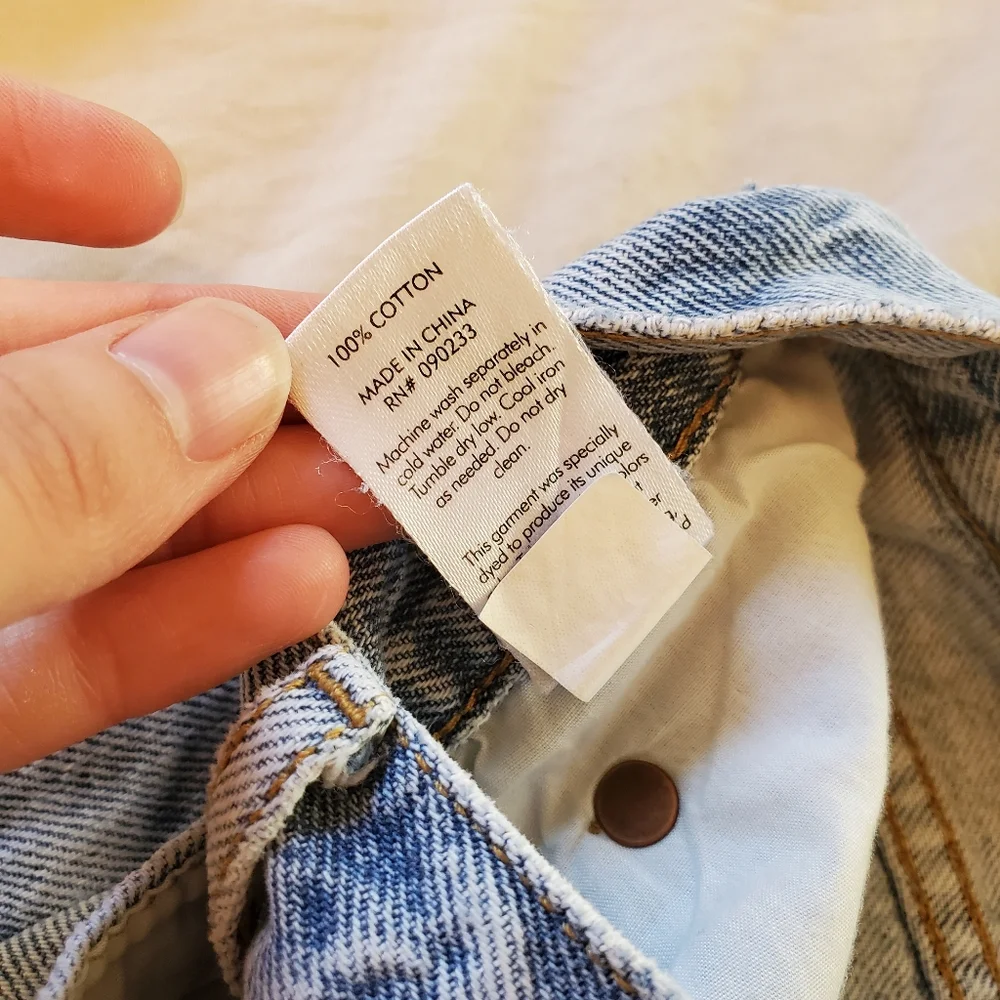 100% COTTON
MADE IN CHINA
RN# 090233
Machine wash separately in
cold water. Do not bleach.
Tumble dry low. Cool iron
as needed. Do not dry
clean.
This garment was specially
dyed to produce its unique